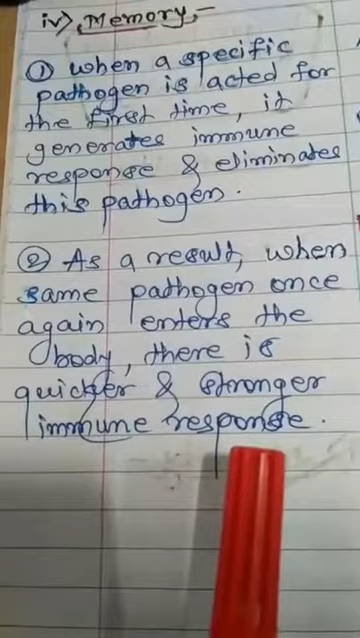 iv) Memory,-
① when a specific
pathogen is acted for
the first time, it
generates immune
response & eliminates
this pathogen.
② As a result, when
same pathogen once
again enters the
body, there is
quicker & stronger
immune response.